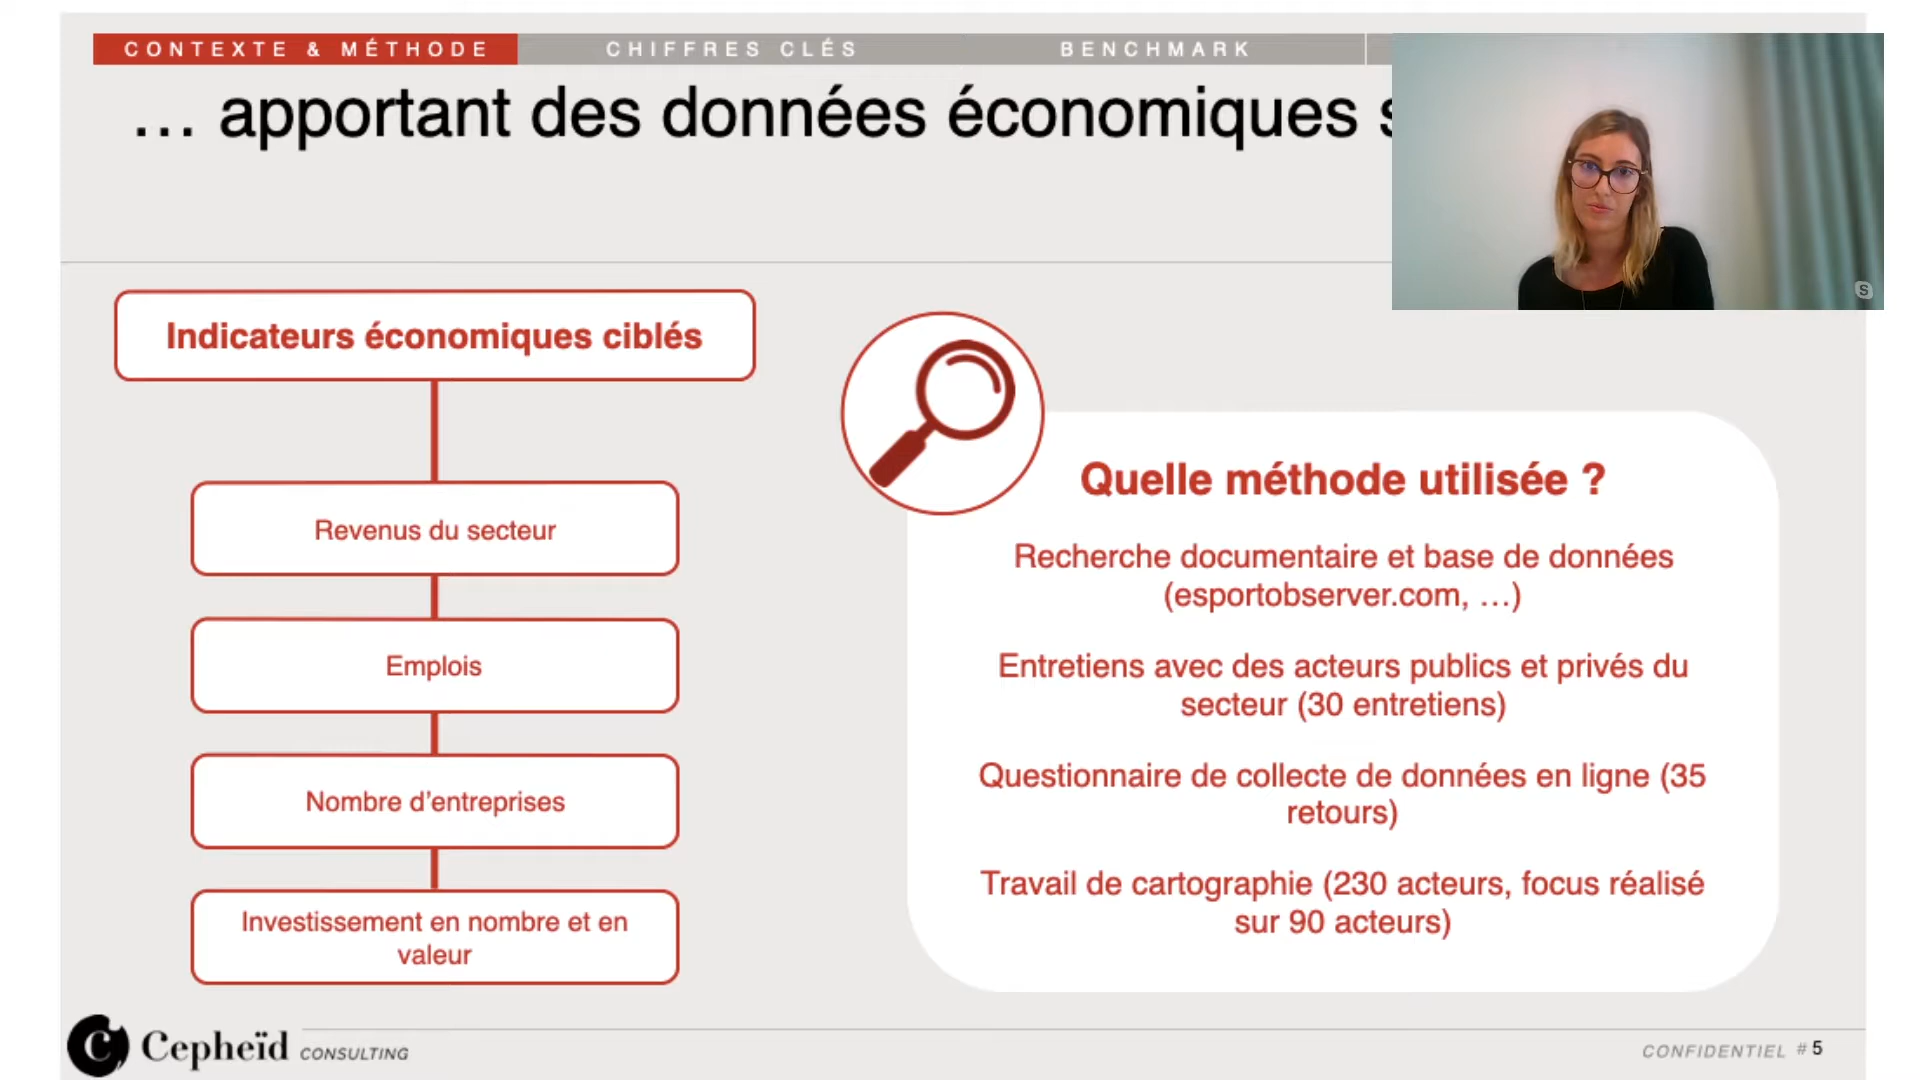 CONTEXTE & MÉTHODE
CHIFFRES CLÉS
BENCHMARK
… apportant des données économiques
Indicateurs économiques ciblés
Revenus du secteur
Emplois
Nombre d’entreprises
Investissement en nombre et en
valeur
Quelle méthode utilisée ?
Recherche documentaire et base de données
(esportobserver.com, …)
Entretiens avec des acteurs publics et privés du
secteur (30 entretiens)
Questionnaire de collecte de données en ligne (35
retours)
Travail de cartographie (230 acteurs, focus réalisé
sur 90 acteurs)
C Cepheïd CONSULTING
CONFIDENTIEL #5
S